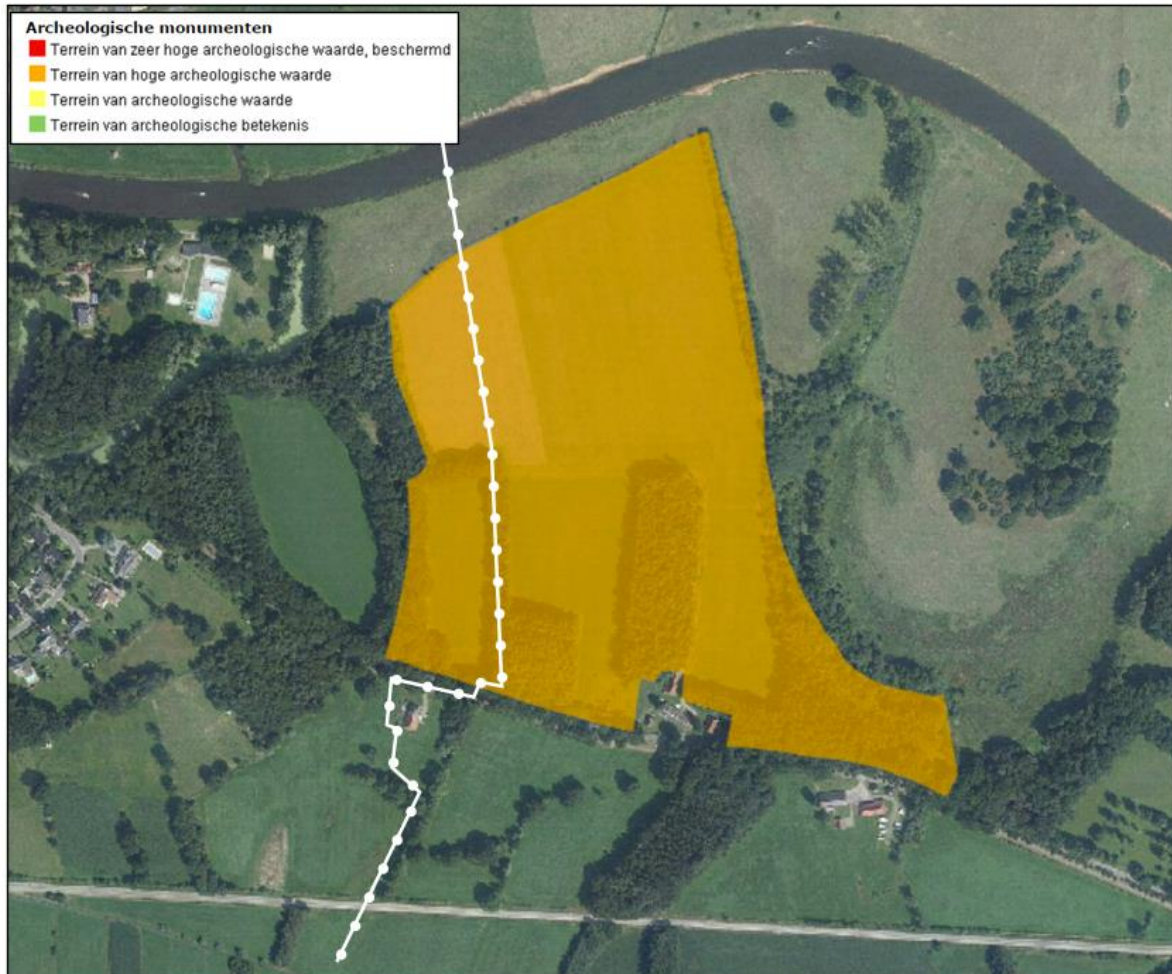 Archeologische monumenten
Terrein van zeer hoge archeologische waarde, beschermd
Terrein van hoge archeologische waarde
Terrein van archeologische waarde
Terrein van archeologische betekenis